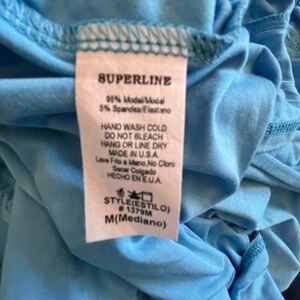 SUPERLINE
95% Modal/Modal
5% Spandex/Elastano
HAND WASH COLD
DO NOT BLEACH
HANG OR LINE DRY
MADE IN U.S.A.
Lave Frio a Mano, No Cloro
Secar Colgado
HECHO EN E.U.A.
STYLE(ESTILO)
# 1379M
M(Mediano)